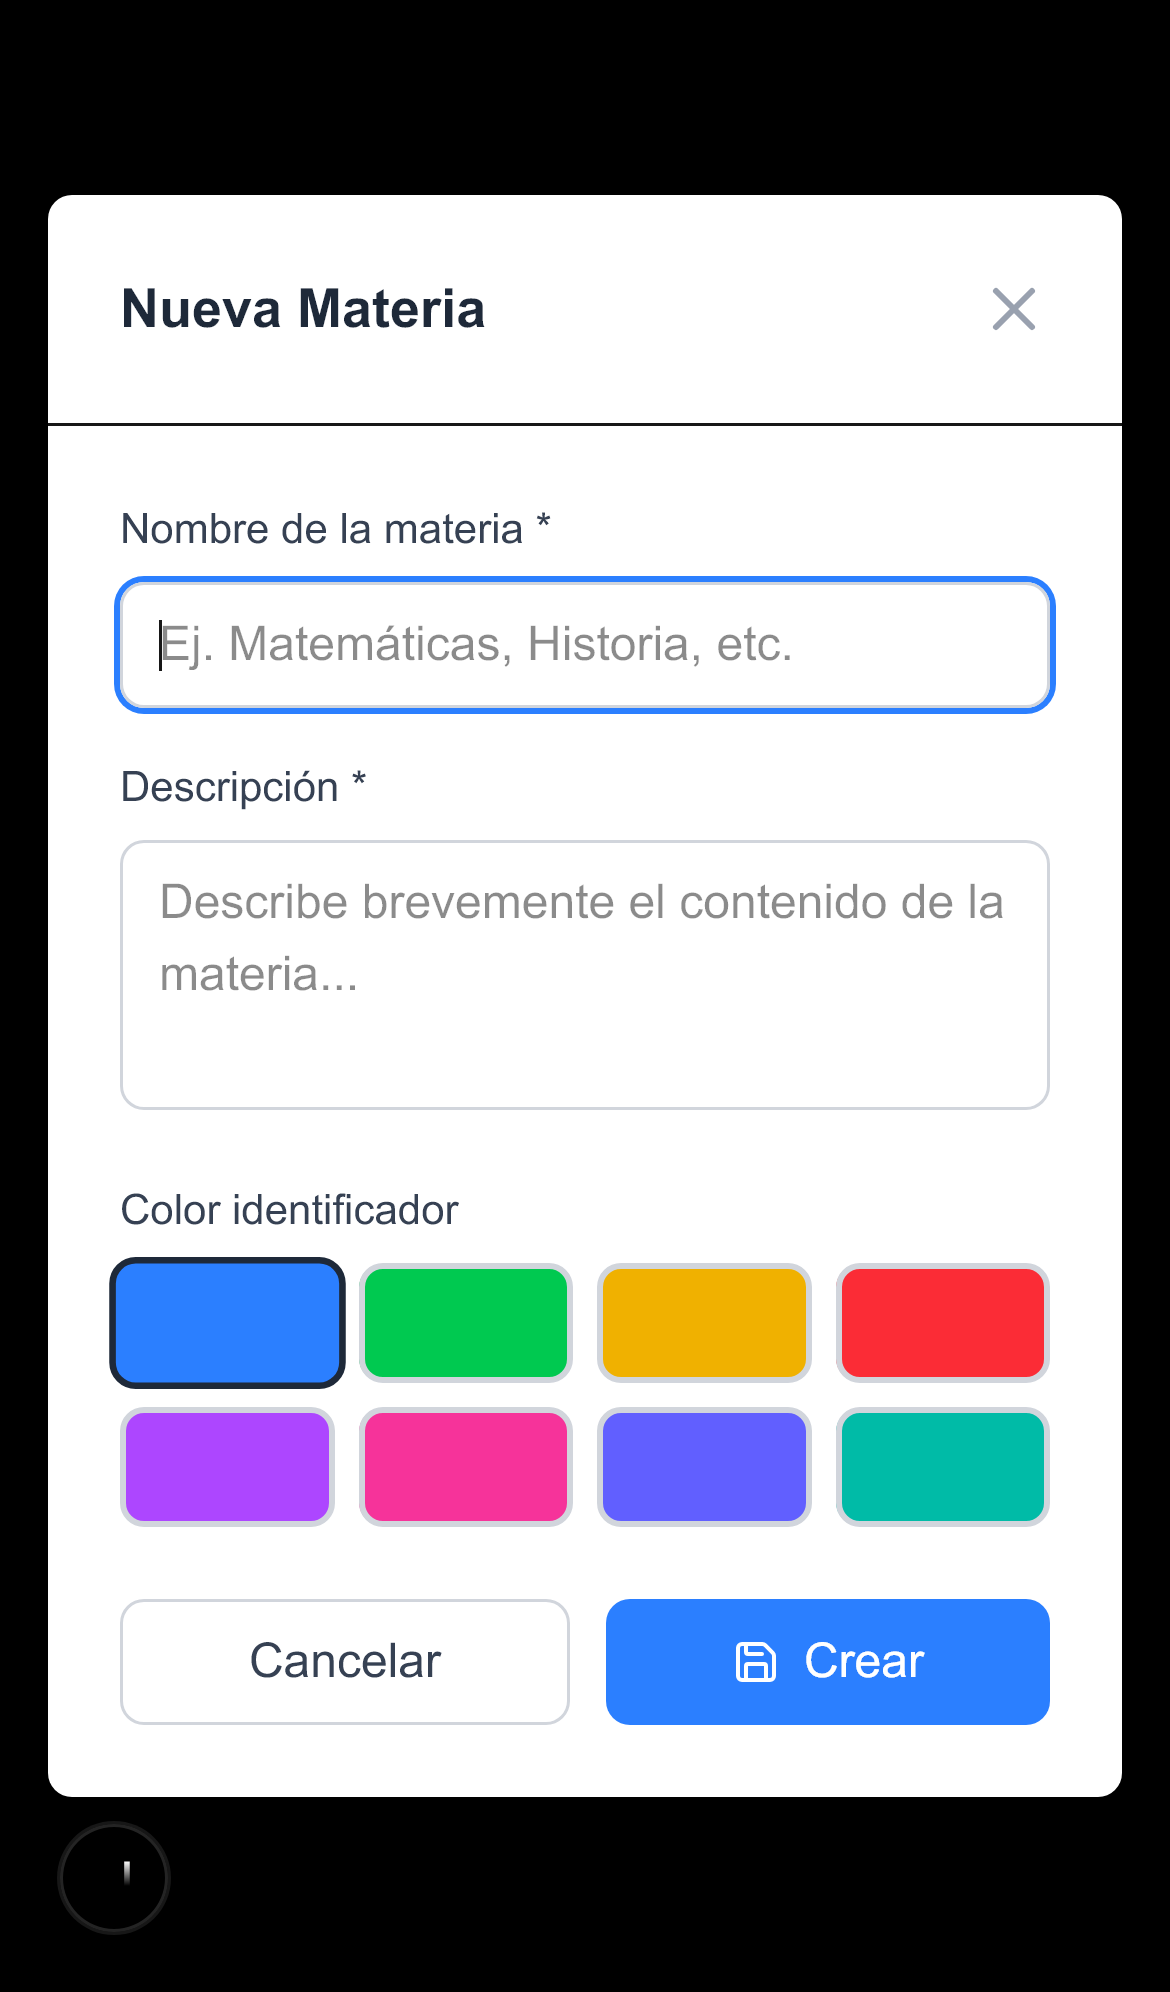 Nueva Materia
Nombre de la materia *
Ej. Matemáticas, Historia, etc.
Descripción *
Describe brevemente el contenido de la
materia...
Color identificador
Cancelar
Crear